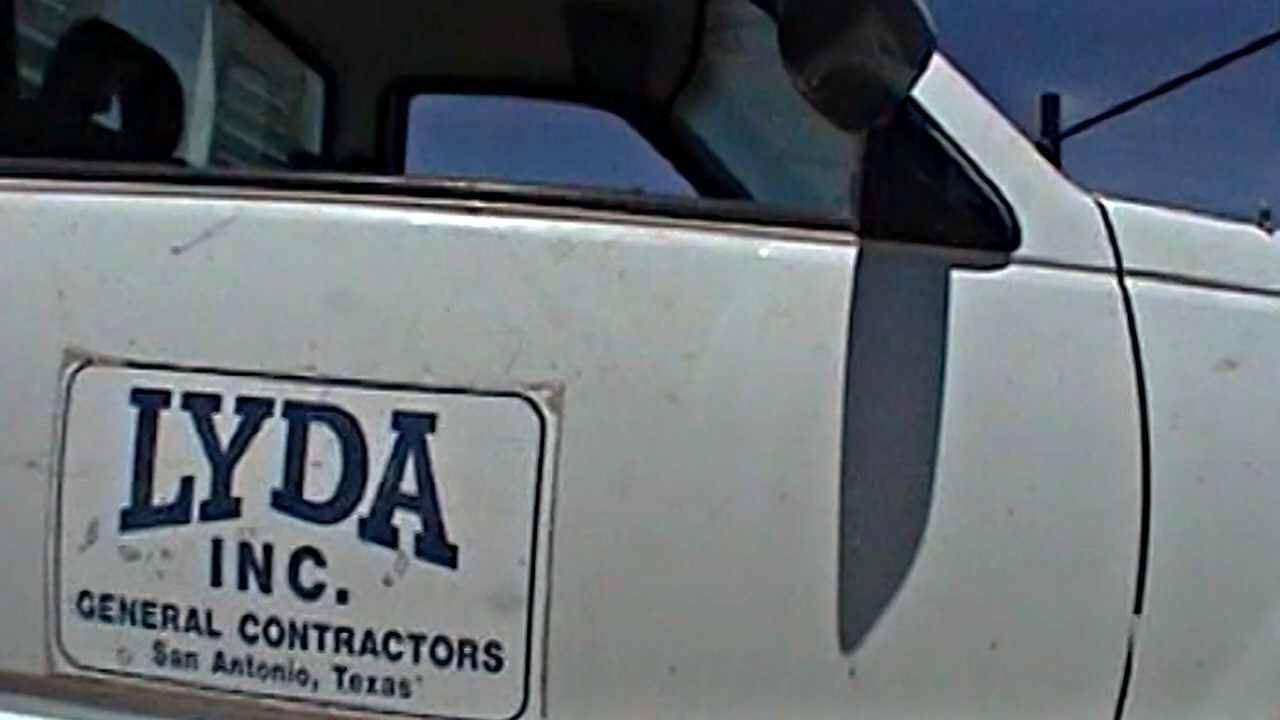 LYDA
INC.
GENERAL CONTRACTORS
San Antonio, Texas